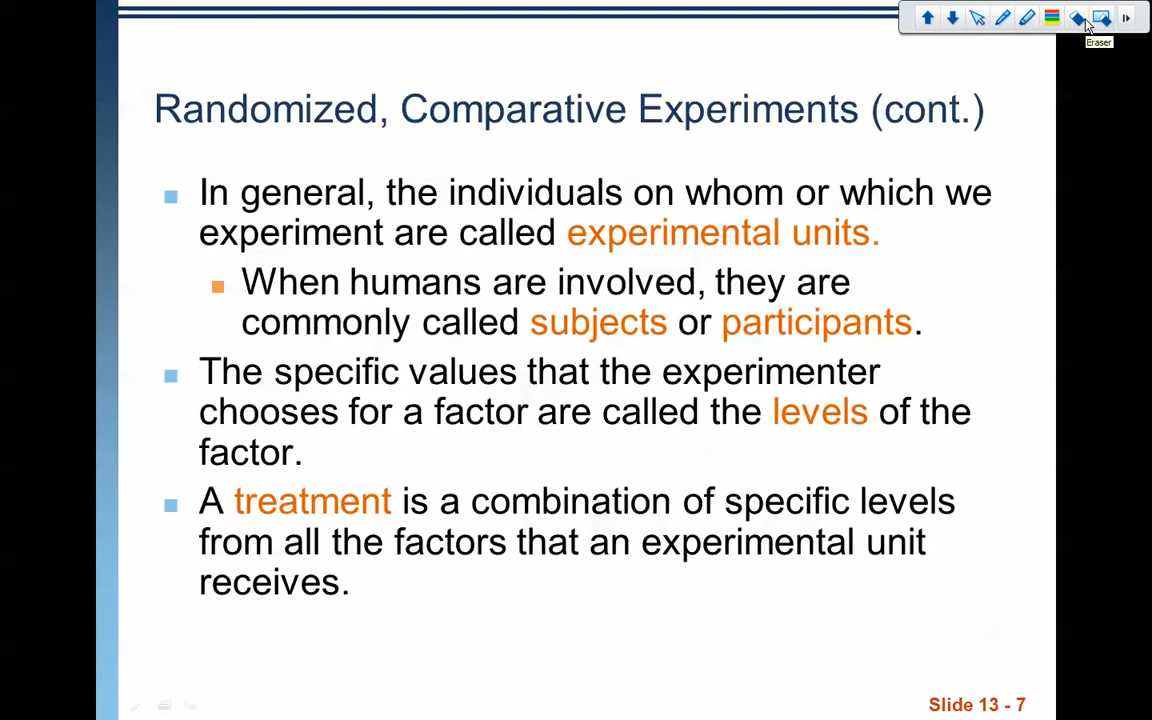 Eraser
Randomized, Comparative Experiments (cont.)
In general, the individuals on whom or which we
experiment are called experimental units.
When humans are involved, they are
commonly called subjects or participants.
The specific values that the experimenter
chooses for a factor are called the levels of the
factor.
A treatment is a combination of specific levels
from all the factors that an experimental unit
receives.
Slide 13 - 7